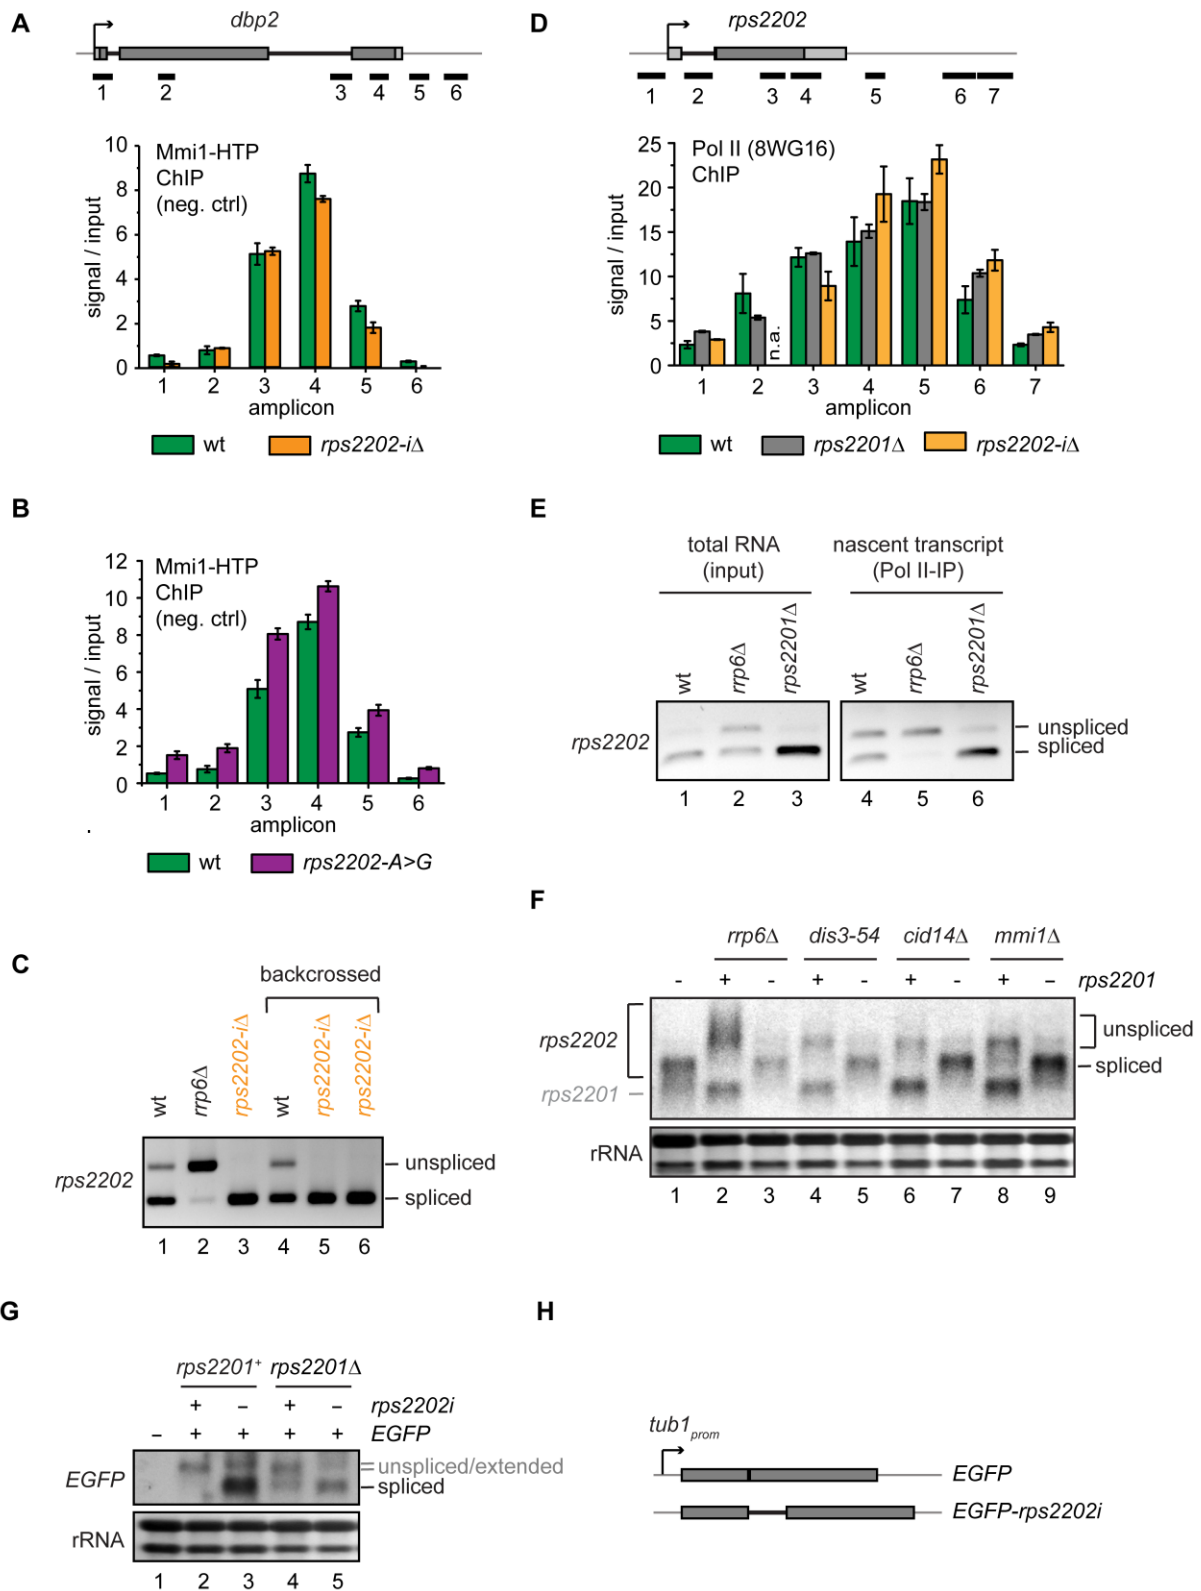 A
dbp2
1 2 3 4 5 6
Mmi1-HTP
ChIP
(neg. ctrl)
signal / input
10
8
6
4
2
0
1 2 3 4 5 6
amplicon
wt rps2202-iΔ
B
Mmi1-HTP
ChIP
(neg. ctrl)
signal / input
12
10
8
6
4
2
0
1 2 3 4 5 6
amplicon
wt rps2202-A>G
C
backcrossed
wt rrp6Δ rps2202-iΔ wt rps2202-iΔ rps2202-iΔ
rps2202
unspliced
spliced
1 2 3 4 5 6
D
rps2202
1 2 3 4 5 6 7
Pol II (8WG16)
ChIP
signal / input
25
20
15
10
5
0
n.a.
1 2 3 4 5 6 7
amplicon
wt rps2201Δ rps2202-iΔ
E
total RNA
(input)
nascent transcript
(Pol II-IP)
wt rrp6Δ rps2201Δ wt rrp6Δ rps2201Δ
rps2202
unspliced
spliced
1 2 3 4 5 6
F
rrp6Δ dis3-54 cid14Δ mmi1Δ
- + - + - + - + - rps2201
rps2202
unspliced
spliced
rps2201
rRNA
1 2 3 4 5 6 7 8 9
G
rps2201⁺ rps2201Δ
+ – + – rps2202i
– + + + + EGFP
EGFP
unspliced/extended
spliced
rRNA
1 2 3 4 5
H
tub1prom
EGFP
EGFP-rps2202i